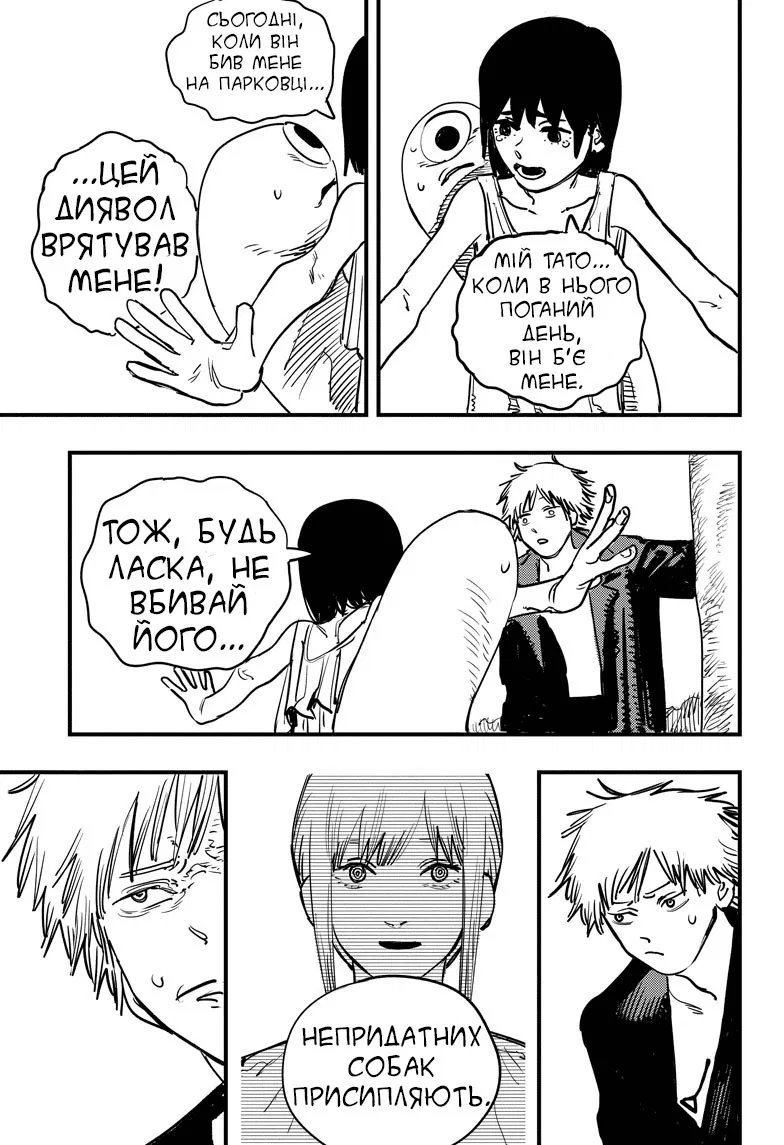 МІЙ ТАТО...
КОЛИ В
НЬОГО
ПОГАНИЙ
ДЕНЬ,
ВІН Б'Є
МЕНЕ.
СЬОГОДНІ,
КОЛИ ВІН
БИВ МЕНЕ
НА ПАРКОВЦІ...
...ЦЕЙ
ДИЯВОЛ
ВРЯТУВАВ
МЕНЕ!
ТОЖ, БУДЬ
ЛАСКА, НЕ
ВБИВАЙ
ЙОГО...
НЕПРИДАТНИХ
СОБАК
ПРИСИПЛЯЮТЬ.